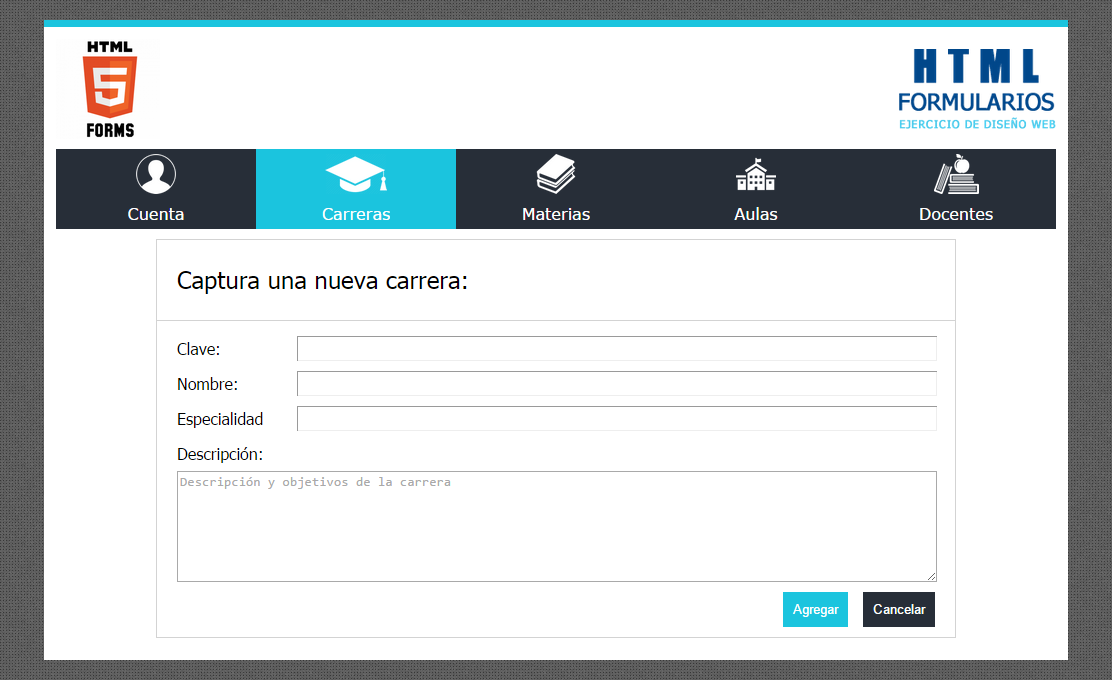 HTML
5
FORMS
HTML
FORMULARIOS
EJERCICIO DE DISEÑO WEB
Cuenta
Carreras
Materias
Aulas
Docentes
Captura una nueva carrera:
Clave:
Nombre:
Especialidad
Descripción:
Descripción y objetivos de la carrera
Agregar
Cancelar